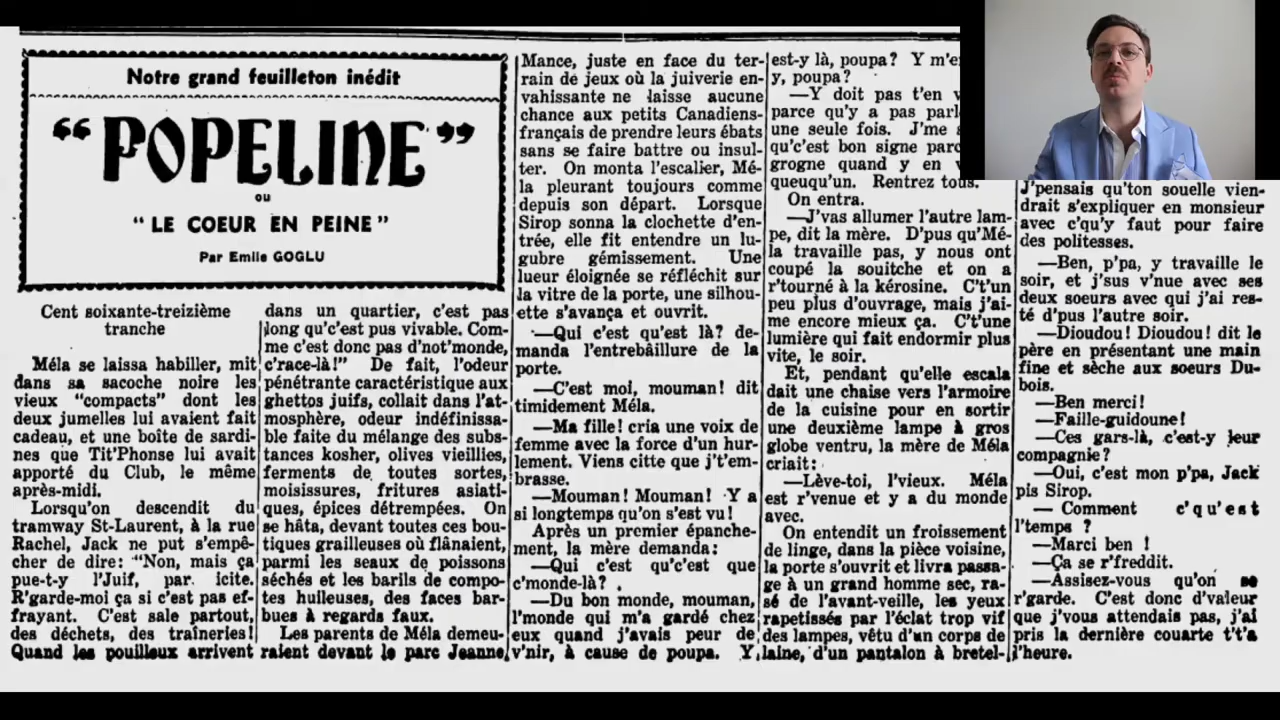 Notre grand feuilleton inédit
“POPELINE”
ou
“LE COEUR EN PEINE”
Par Emile GOGLU
Cent soixante-treizième
tranche
Méla se laissa habiller, mit
dans sa sacoche noire les
vieux "compacts" dont les
deux jumelles lui avaient fait
cadeau, et une boîte de sardi-
nes que Tit'Phonse lui avait
apporté du Club, le même
après-midi.
Lorsqu'on descendit du
tramway St-Laurent, à la rue
Rachel, Jack ne put s'empê-
cher de dire: "Non, mais ça
pue-t-y l'Juif, par icite.
R'garde-moi ça si c'est pas ef-
frayant. C'est sale partout,
des déchets, des traîneries!
Quand les pouilleux arrivent
dans un quartier, c'est pas
long qu'c'est pus vivable. Com-
me c'est donc pas d'not'monde,
c'race-là!" De fait, l'odeur
pénétrante caractéristique aux
ghettos juifs, collait dans l'at-
mosphère, odeur indéfinissa-
ble faite du mélange des subs-
tances kosher, olives vieillies,
ferments de toutes sortes,
moisissures, fritures asiati-
ques, épices détrempées. On
se hâta, devant toutes ces bou-
tiques grailleuses où flânaient,
parmi les seaux de poissons
séchés et les barils de compo-
tes huileuses, des faces bar-
bues à regards faux.
Les parents de Méla demeu-
raient devant le parc Jeanne
Mance, juste en face du ter-
rain de jeux où la juiverie en-
vahissante ne laisse aucune
chance aux petits Canadiens-
français de prendre leurs ébats
sans se faire battre ou insul-
ter. On monta l'escalier, Mé-
la pleurant toujours comme
depuis son départ. Lorsque
Sirop sonna la clochette d'en-
trée, elle fit entendre un lu-
gubre gémissement. Une
lueur éloignée se réfléchit sur
la vitre de la porte, une silhou-
ette s'avança et ouvrit.
—Qui c'est qu'est là? de-
manda l'entrebâillure de la
porte.
—C'est moi, mouman! dit
timidement Méla.
—Ma fille! cria une voix de
femme avec la force d'un hur-
lement. Viens citte que j't'em-
brasse.
—Mouman! Mouman! Y a
si longtemps qu'on s'est vu!
Après un premier épanche-
ment, la mère demanda:
—Qui c'est qu'c'est que
c'monde-là?
—Du bon monde, mouman,
l'monde qui m'a gardé chez
eux quand j'avais peur de
v'nir, à cause de poupa. Y
est-y là, poupa? Y m'e
y, poupa?
—Y doit pas t'en v
parce qu'y a pas parl
une seule fois. J'me s
qu'c'est bon signe parc
grogne quand y en v
queuqu'un. Rentrez tous.
On entra.
—J'vas allumer l'autre lam-
pe, dit la mère. D'pus qu'Mé-
la travaille pas, y nous ont
coupé la souitche et on a
r'tourné à la kérosine. C't'un
peu plus d'ouvrage, mais j'ai-
me encore mieux ça. C't'une
lumière qui fait endormir plus
vite, le soir.
Et, pendant qu'elle escala
dait une chaise vers l'armoire
de la cuisine pour en sortir
une deuxième lampe à gros
globe ventru, la mère de Méla
criait:
—Lève-toi, l'vieux. Méla
est r'venue et y a du monde
avec.
On entendit un froissement
de linge, dans la pièce voisine,
la porte s'ouvrit et livra passa-
ge à un grand homme sec, ra-
sé de l'avant-veille, les yeux
rapetissés par l'éclat trop vif
des lampes, vêtu d'un corps de
laine, d'un pantalon à bretel-
J'pensais qu'ton souelle vien-
drait s'expliquer en monsieur
avec c'qu'y faut pour faire
des politesses.
—Ben, p'pa, y travaille le
soir, et j'sus v'nue avec ses
deux soeurs avec qui j'ai res-
té d'pus l'autre soir.
—Dioudou! Dioudou! dit le
père en présentant une main
fine et sèche aux soeurs Du-
bois.
—Ben merci!
—Faille-guidoune!
—Ces gars-là, c'est-y leur
compagnie?
—Oui, c'est mon p'pa, Jack
pis Sirop.
—Comment c'qu'est
l'temps ?
—Marci ben !
—Ça se r'freddit.
—Assisez-vous qu'on se
r'garde. C'est donc d'valeur
que j'vous attendais pas, j'ai
pris la dernière couarte t't'a
l'heure.